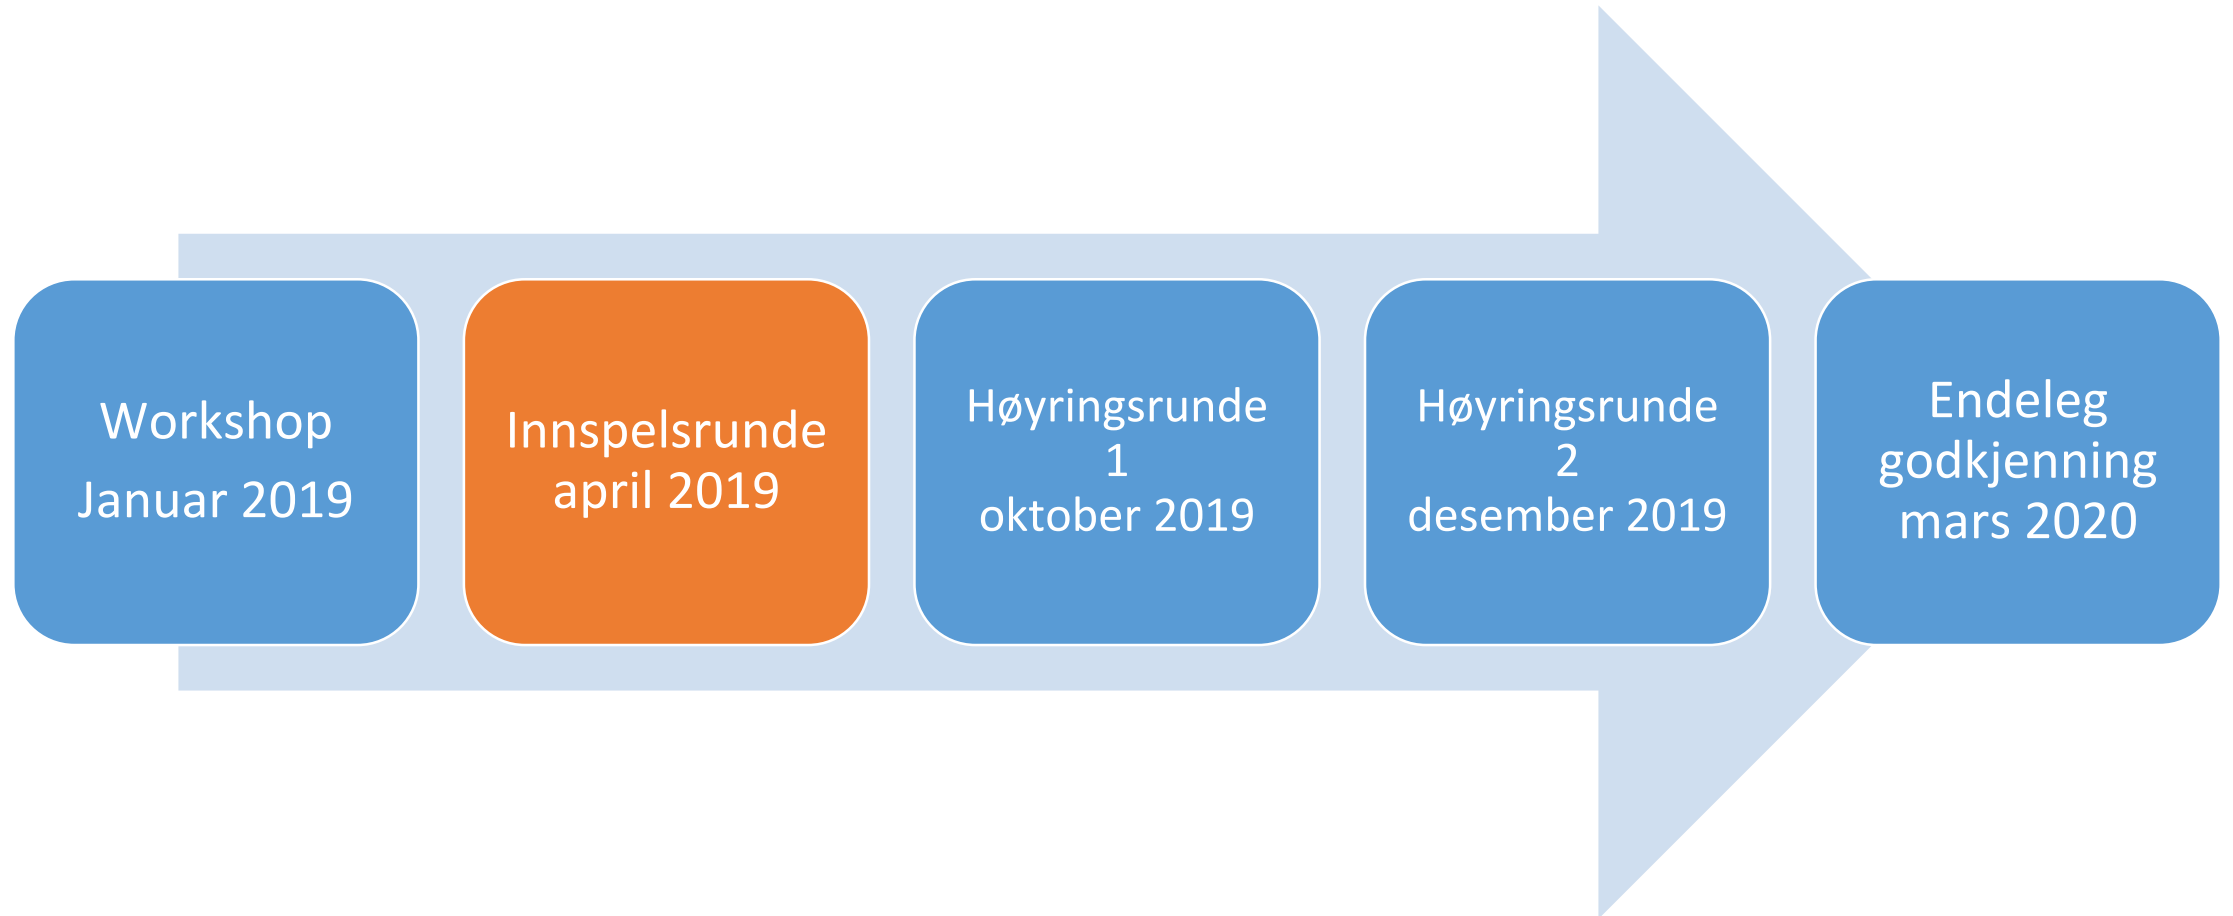 Workshop
Januar 2019
Innspelsrunde
april 2019
Høyringsrunde
1
oktober 2019
Høyringsrunde
2
desember 2019
Endeleg
godkjenning
mars 2020